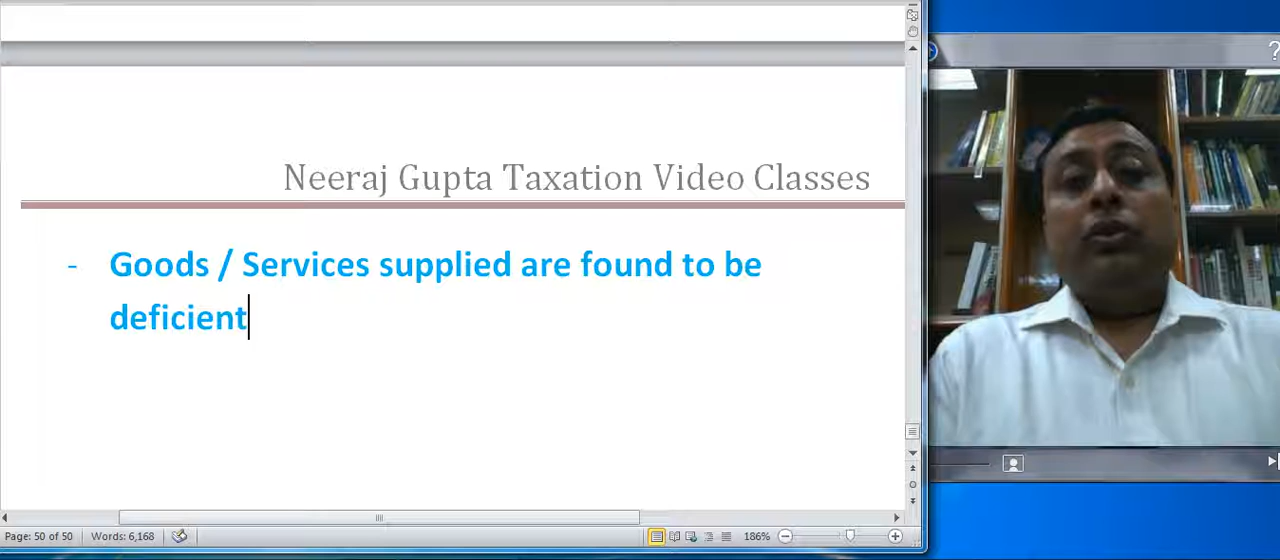 Neeraj Gupta Taxation Video Classes
- Goods / Services supplied are found to be
deficient
Page: 50 of 50 Words: 6,168 186%
?